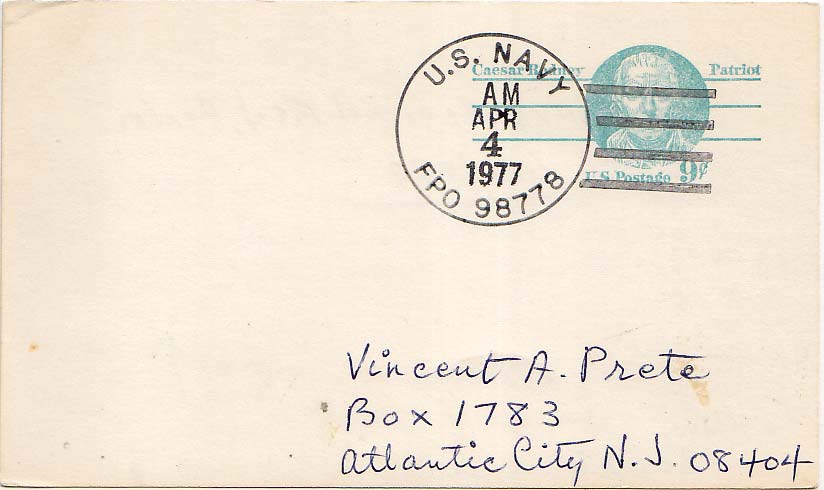 U.S. NAVY
AM
APR
4
1977
FPO 98778
Caesar Rodney Patriot
U.S. Postage 9¢
Vincent A. Prete
Box 1783
Atlantic City N.J. 08404